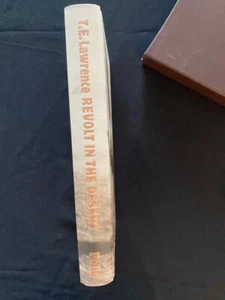 T.E. Lawrence REVOLT IN THE DESERT